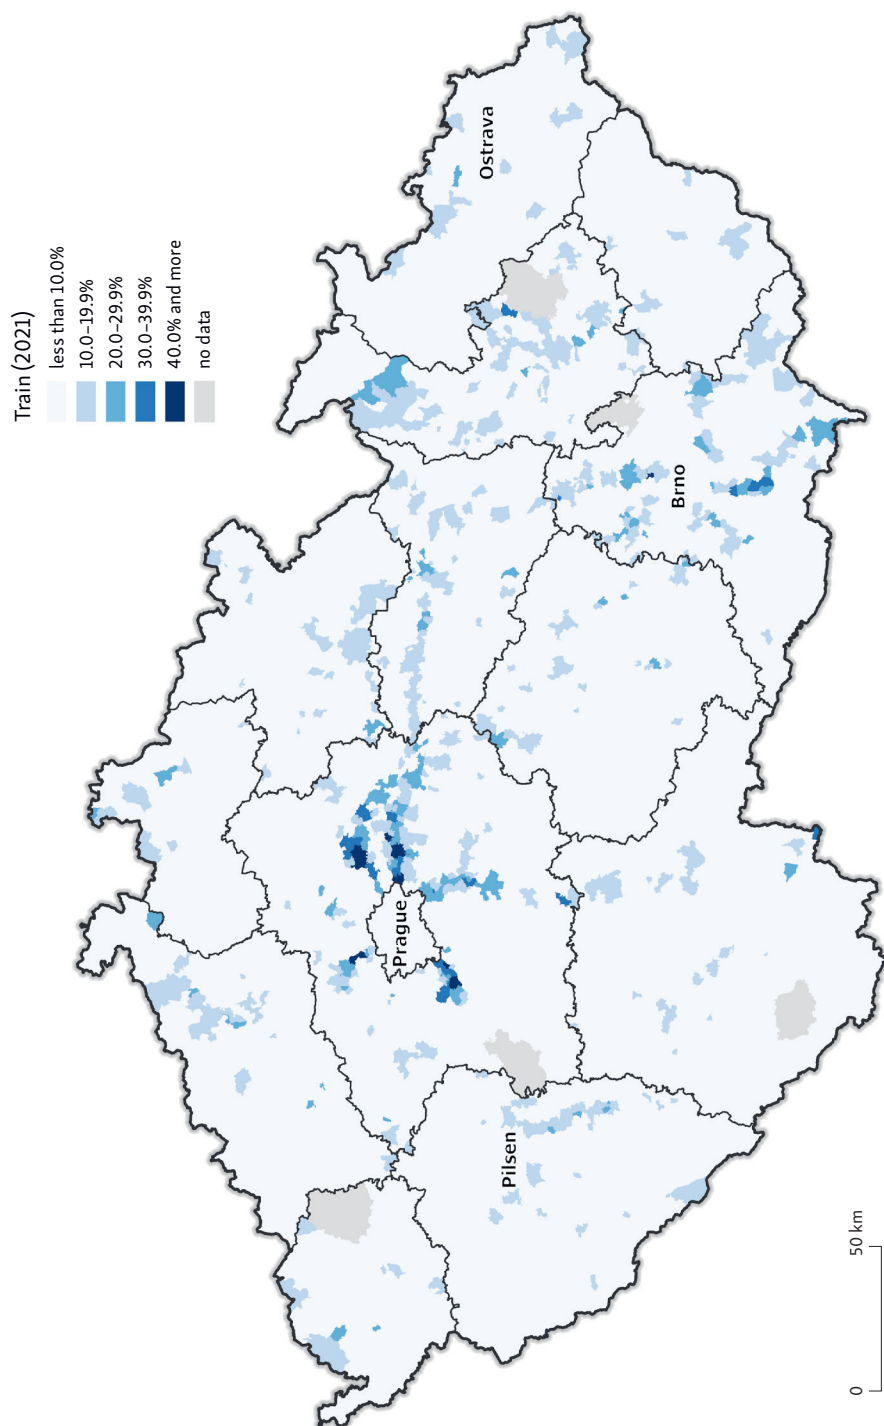 Train (2021)
less than 10.0%
10.0–19.9%
20.0–29.9%
30.0–39.9%
40.0% and more
no data
Ostrava
Brno
Prague
Pilsen
0 50 km